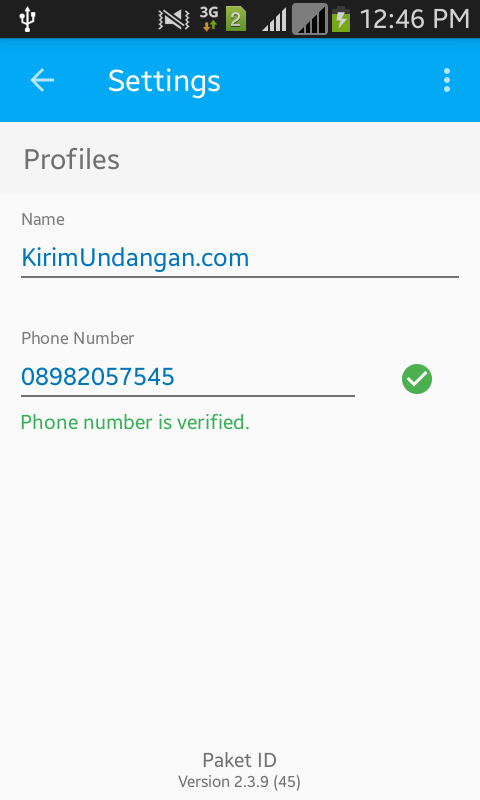 3G
2
12:46 PM
Settings
Profiles
Name
KirimUndangan.com
Phone Number
08982057545
Phone number is verified.
Paket ID
Version 2.3.9 (45)